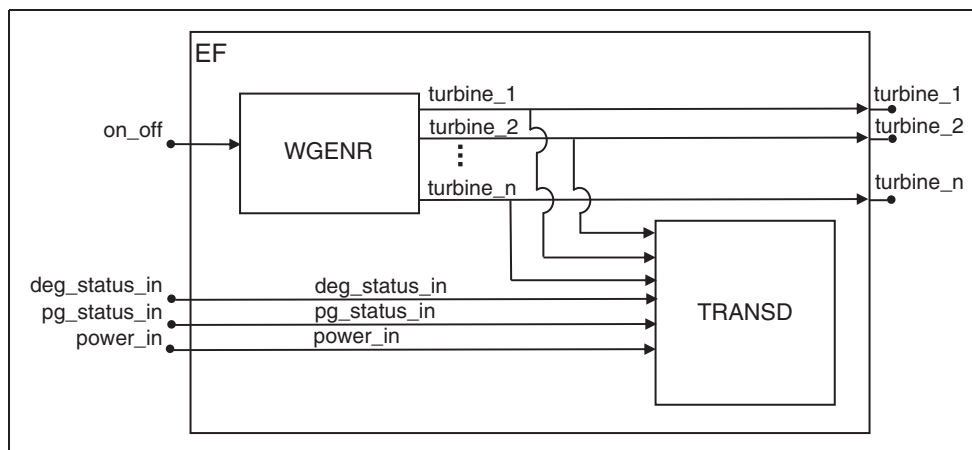 EF
turbine_1
turbine_1
on_off
WGENR
turbine_2
turbine_2
turbine_n
turbine_n
deg_status_in
deg_status_in
pg_status_in
pg_status_in
power_in
power_in
TRANSD